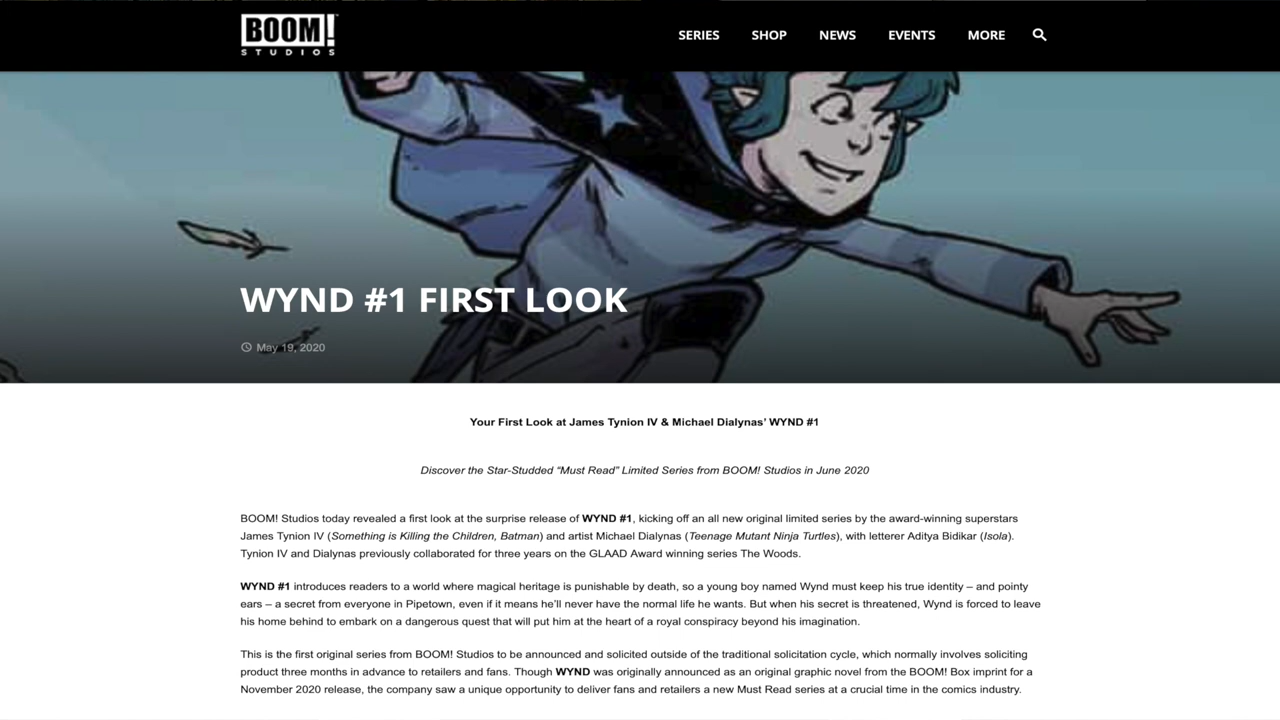 BOOM!
STUDIOS
SERIES SHOP NEWS EVENTS MORE
WYND #1 FIRST LOOK
May 19, 2020
Your First Look at James Tynion IV & Michael Dialynas’ WYND #1
Discover the Star-Studded “Must Read” Limited Series from BOOM! Studios in June 2020
BOOM! Studios today revealed a first look at the surprise release of WYND #1, kicking off an all new original limited series by the award-winning superstars
James Tynion IV (Something is Killing the Children, Batman) and artist Michael Dialynas (Teenage Mutant Ninja Turtles), with letterer Aditya Bidikar (Isola).
Tynion IV and Dialynas previously collaborated for three years on the GLAAD Award winning series The Woods.
WYND #1 introduces readers to a world where magical heritage is punishable by death, so a young boy named Wynd must keep his true identity – and pointy
ears – a secret from everyone in Pipetown, even if it means he’ll never have the normal life he wants. But when his secret is threatened, Wynd is forced to leave
his home behind to embark on a dangerous quest that will put him at the heart of a royal conspiracy beyond his imagination.
This is the first original series from BOOM! Studios to be announced and solicited outside of the traditional solicitation cycle, which normally involves soliciting
product three months in advance to retailers and fans. Though WYND was originally announced as an original graphic novel from the BOOM! Box imprint for a
November 2020 release, the company saw a unique opportunity to deliver fans and retailers a new Must Read series at a crucial time in the comics industry.